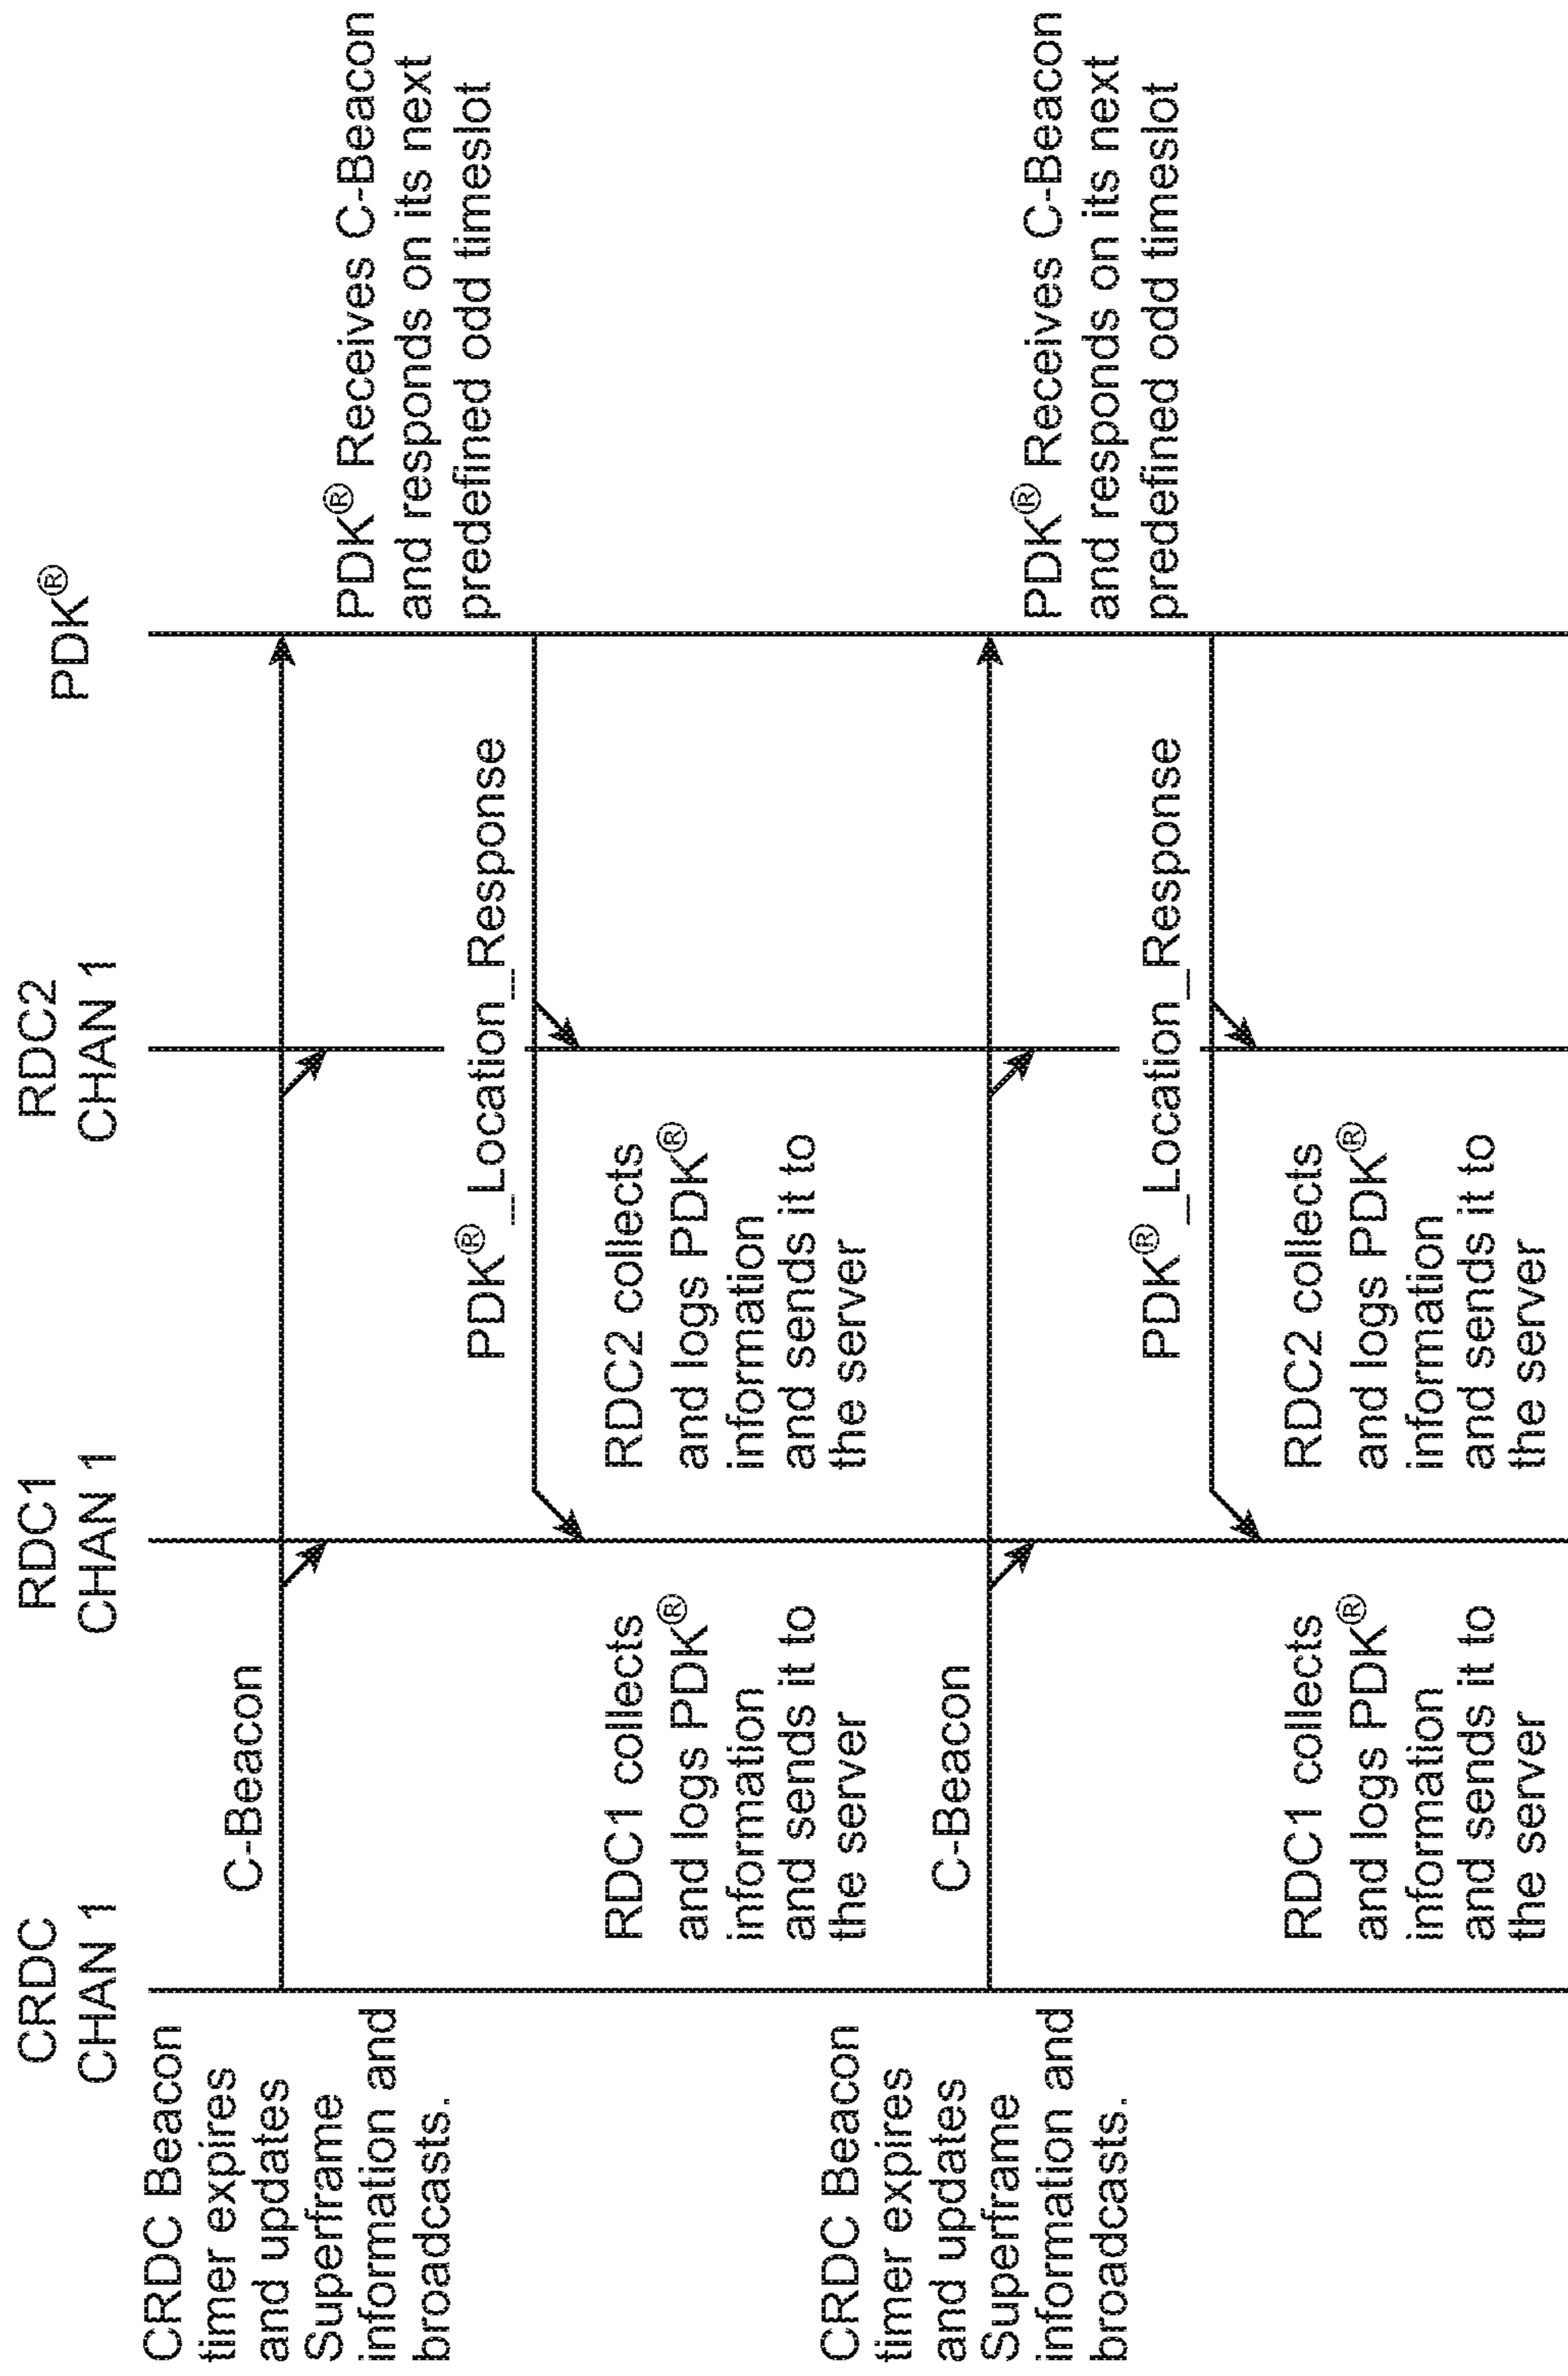 CRDC
CHAN 1
RDC1
CHAN 1
RDC2
CHAN 1
PDK®
CRDC Beacon
timer expires
and updates
Superframe
information and
broadcasts.
C-Beacon
PDK® Receives C-Beacon
and responds on its next
predefined odd timeslot
PDK®_Location_Response
RDC1 collects
and logs PDK®
information
and sends it to
the server
RDC2 collects
and logs PDK®
information
and sends it to
the server
CRDC Beacon
timer expires
and updates
Superframe
information and
broadcasts.
C-Beacon
PDK® Receives C-Beacon
and responds on its next
predefined odd timeslot
PDK®_Location_Response
RDC1 collects
and logs PDK®
information
and sends it to
the server
RDC2 collects
and logs PDK®
information
and sends it to
the server